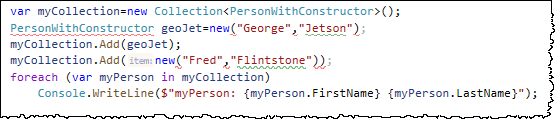 var myCollection=new Collection<PersonWithConstructor>();
PersonWithConstructor geoJet=new("George","Jetson");
myCollection.Add(geoJet);
myCollection.Add(item:new("Fred","Flintstone"));
foreach (var myPerson in myCollection)
Console.WriteLine($"myPerson: {myPerson.FirstName} {myPerson.LastName}");